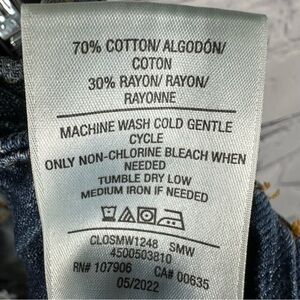 70% COTTON/ ALGODÓN/
COTON
30% RAYON/ RAYON/
RAYONNE
MACHINE WASH COLD GENTLE
CYCLE
ONLY NON-CHLORINE BLEACH WHEN
NEEDED
TUMBLE DRY LOW
MEDIUM IRON IF NEEDED
CLOSMW1248 SMW
4500503810
RN# 107906 CA# 00635
05/2022